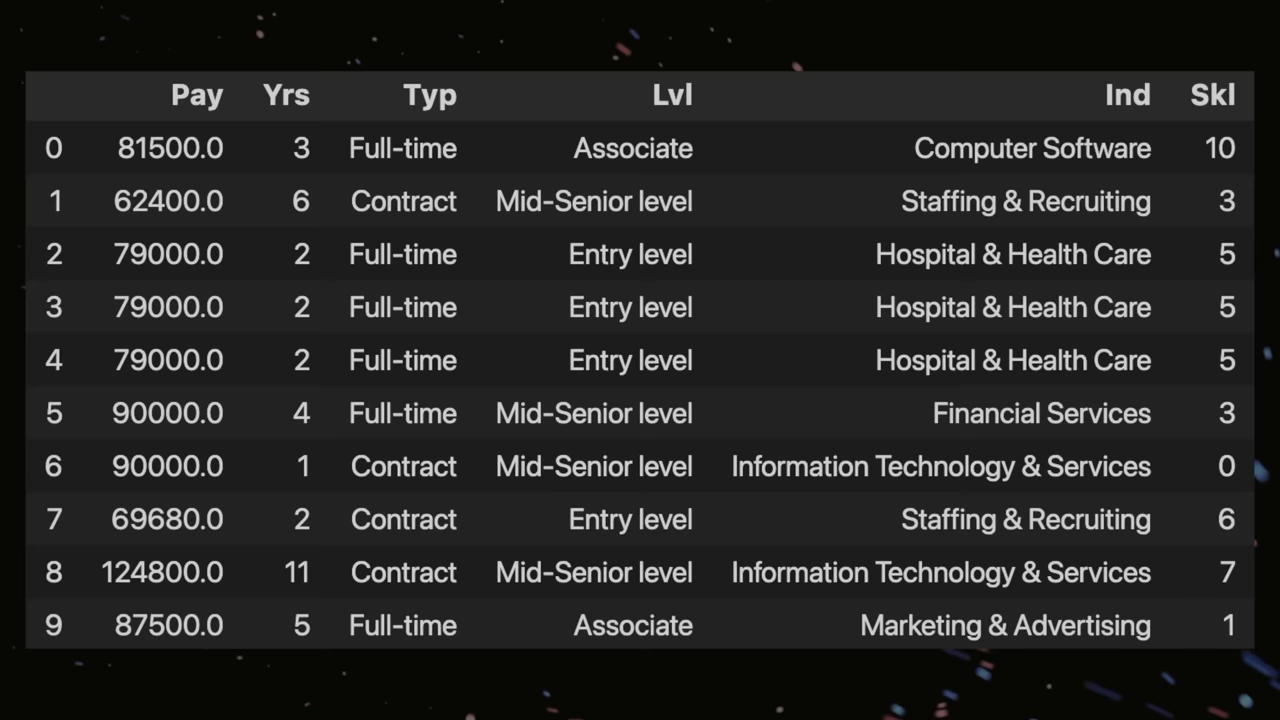 Pay Yrs Typ Lvl Ind Skl
0 81500.0 3 Full-time Associate Computer Software 10
1 62400.0 6 Contract Mid-Senior level Staffing & Recruiting 3
2 79000.0 2 Full-time Entry level Hospital & Health Care 5
3 79000.0 2 Full-time Entry level Hospital & Health Care 5
4 79000.0 2 Full-time Entry level Hospital & Health Care 5
5 90000.0 4 Full-time Mid-Senior level Financial Services 3
6 90000.0 1 Contract Mid-Senior level Information Technology & Services 0
7 69680.0 2 Contract Entry level Staffing & Recruiting 6
8 124800.0 11 Contract Mid-Senior level Information Technology & Services 7
9 87500.0 5 Full-time Associate Marketing & Advertising 1